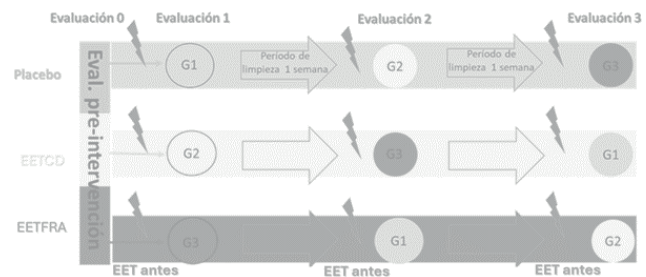 Evaluación 0 Evaluación 1 Evaluación 2 Evaluación 3
Eval. pre-intervención
Placebo
G1
Período de
limpieza 1 semana
G2
Período de
limpieza 1 semana
G3
EETCD
G2
G3
G1
EETFRA
G3
G1
G2
EET antes EET antes EET antes